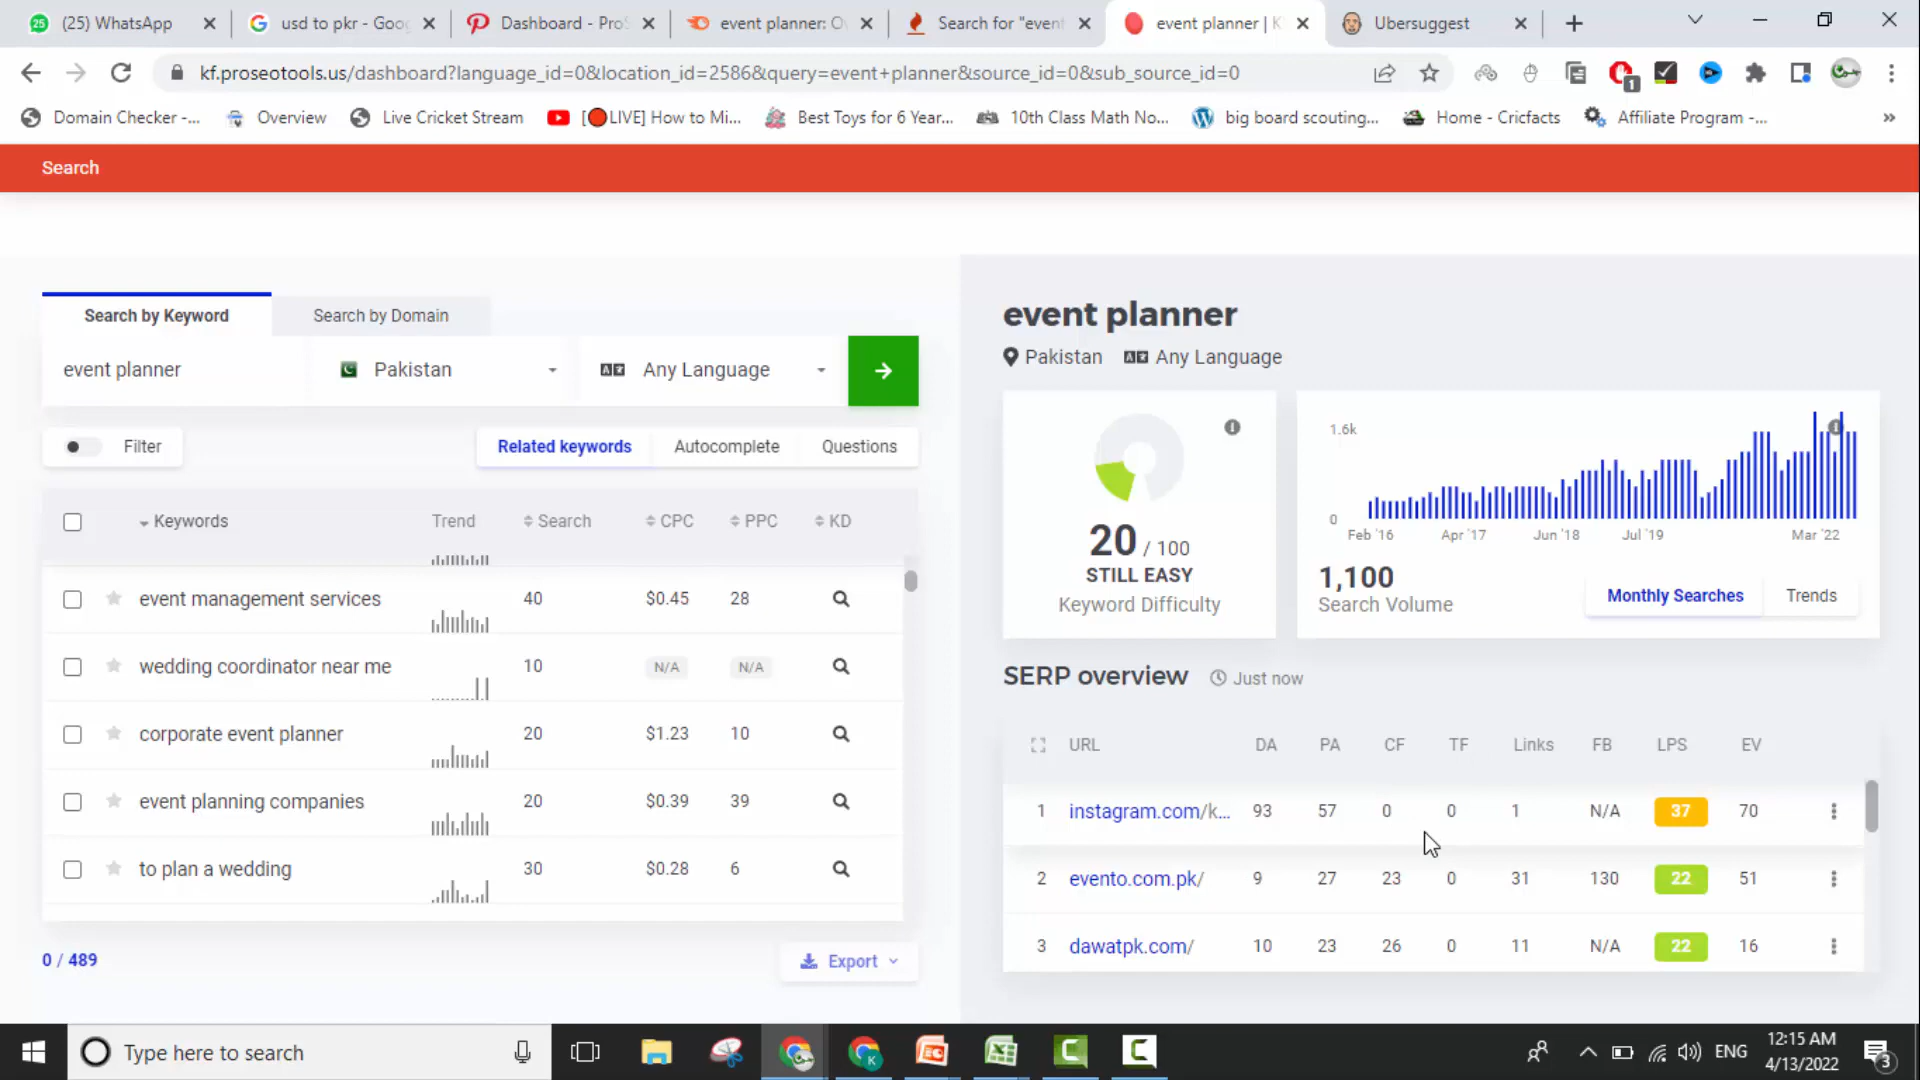 (25) WhatsApp
usd to pkr - Goo
Dashboard - ProS
event planner: O
Search for "event
event planner | K
Ubersuggest
kf.proseotools.us/dashboard?language_id=0&location_id=2586&query=event+planner&source_id=0&sub_source_id=0
1
Domain Checker -...
Overview
Live Cricket Stream
[🔴LIVE] How to Mi...
Best Toys for 6 Year...
10th Class Math No...
big board scouting...
Home - Cricfacts
Affiliate Program -...
»
Search
Search by Keyword
Search by Domain
event planner
Pakistan
Any Language
Filter
Related keywords
Autocomplete
Questions
Keywords Trend Search CPC PPC KD
event management services 40 $0.45 28
wedding coordinator near me 10 N/A N/A
corporate event planner 20 $1.23 10
event planning companies 20 $0.39 39
to plan a wedding 30 $0.28 6
0 / 489
Export
event planner
Pakistan Any Language
20 / 100
STILL EASY
Keyword Difficulty
1.6k
0
Feb '16 Apr '17 Jun '18 Jul '19 Mar '22
1,100
Search Volume
Monthly Searches
Trends
SERP overview Just now
URL DA PA CF TF Links FB LPS EV
1 instagram.com/k... 93 57 0 0 1 N/A 37 70
2 evento.com.pk/ 9 27 23 0 31 130 22 51
3 dawatpk.com/ 10 23 26 0 11 N/A 22 16
Type here to search
ENG
12:15 AM
4/13/2022
3